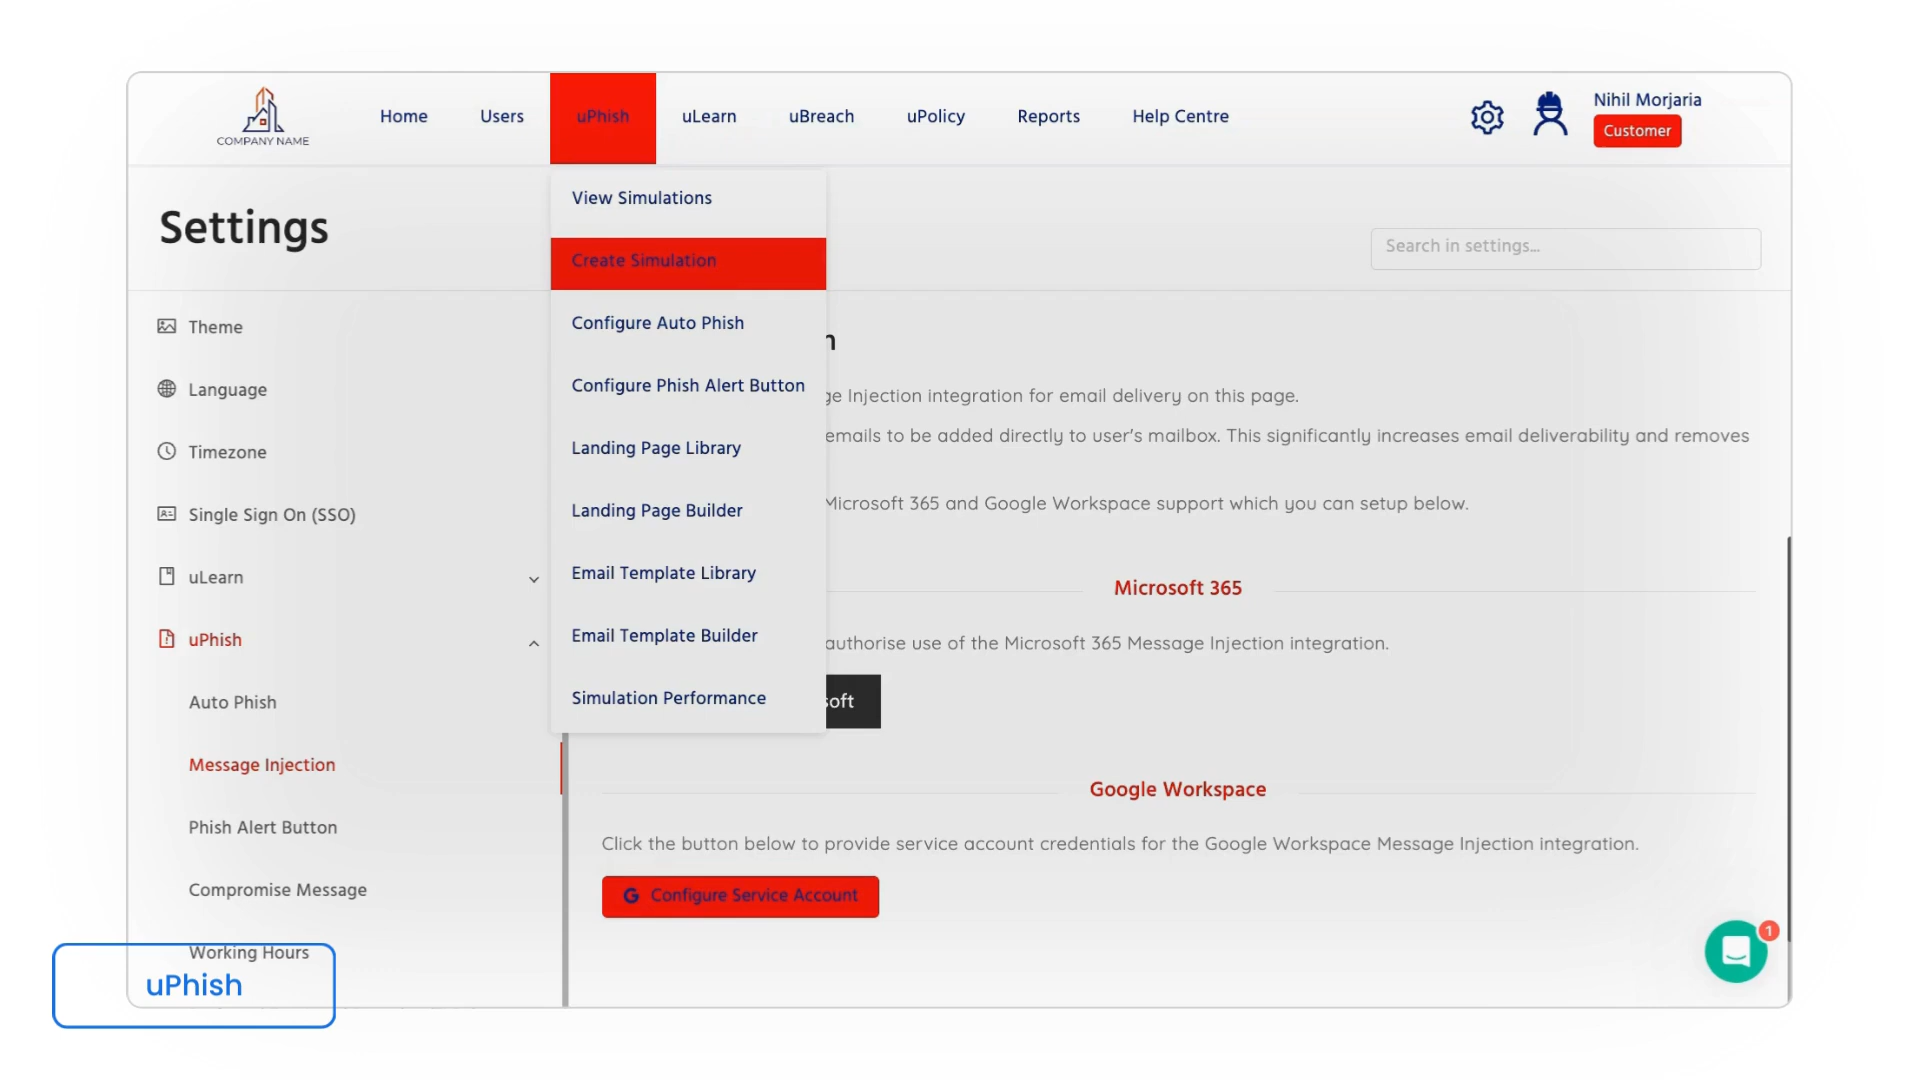 COMPANY NAME
Home
Users
uPhish
uLearn
uBreach
uPolicy
Reports
Help Centre
Nihil Morjaria
Customer
Settings
Search in settings...
View Simulations
Create Simulation
Configure Auto Phish
Configure Phish Alert Button
Landing Page Library
Landing Page Builder
Email Template Library
Email Template Builder
Simulation Performance
Theme
Language
Timezone
Single Sign On (SSO)
uLearn
uPhish
Auto Phish
Message Injection
Phish Alert Button
Compromise Message
Working Hours
uPhish
Injection integration for email delivery on this page.
emails to be added directly to user's mailbox. This significantly increases email deliverability and removes
Microsoft 365 and Google Workspace support which you can setup below.
Microsoft 365
authorise use of the Microsoft 365 Message Injection integration.
soft
Google Workspace
Click the button below to provide service account credentials for the Google Workspace Message Injection integration.
G Configure Service Account
1